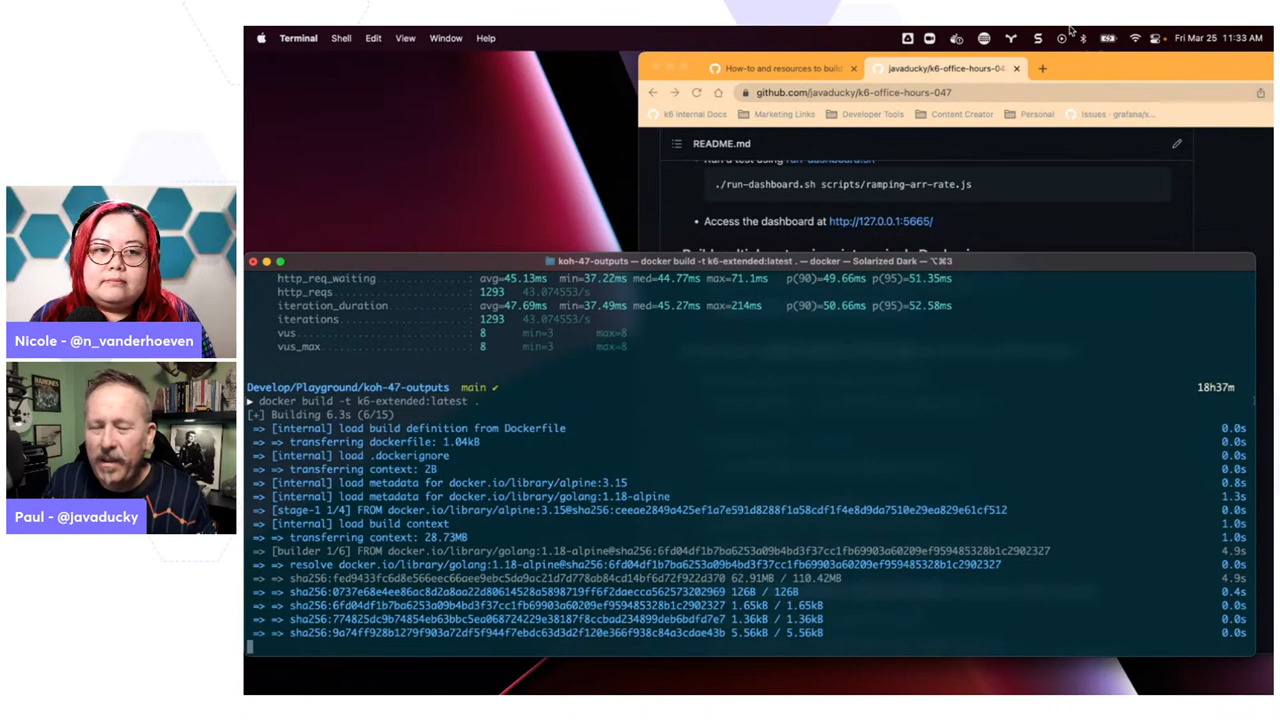 Terminal Shell Edit View Window Help
Fri Mar 25 11:33 AM
How-to and resources to build
javaducky/k6-office-hours-04
github.com/javaducky/k6-office-hours-047
k6 Internal Docs Marketing Links Developer Tools Content Creator Personal Issues · grafana/x...
README.md
Run a test using run-dashboard.sh
./run-dashboard.sh scripts/ramping-arr-rate.js
• Access the dashboard at http://127.0.0.1:5665/
koh-47-outputs — docker build -t k6-extended:latest . — docker — Solarized Dark — ⌥⌘3
http_req_waiting....................: avg=45.13ms min=37.22ms med=44.77ms max=71.1ms p(90)=49.66ms p(95)=51.35ms
http_reqs...........................: 1293 43.074553/s
iteration_duration..................: avg=47.69ms min=37.49ms med=45.27ms max=214ms p(90)=50.66ms p(95)=52.58ms
iterations..........................: 1293 43.074553/s
vus.................................: 8 min=3 max=8
vus_max.............................: 8 min=3 max=8
Develop/Playground/koh-47-outputs main ✔ 18h37m
▶ docker build -t k6-extended:latest .
[+] Building 6.3s (6/15)
=> [internal] load build definition from Dockerfile 0.0s
=> => transferring dockerfile: 1.04kB 0.0s
=> [internal] load .dockerignore 0.0s
=> => transferring context: 2B 0.0s
=> [internal] load metadata for docker.io/library/alpine:3.15 0.8s
=> [internal] load metadata for docker.io/library/golang:1.18-alpine 1.3s
=> [stage-1 1/4] FROM docker.io/library/alpine:3.15@sha256:ceeae2849a425ef1a7e591d8288f1a58cdf1f4e8d9da7510e29ea829e61cf512 0.0s
=> [internal] load build context 1.0s
=> => transferring context: 28.73MB 1.0s
=> [builder 1/6] FROM docker.io/library/golang:1.18-alpine@sha256:6fd04df1b7ba6253a09b4bd3f37cc1fb69903a60209ef959485328b1c2902327 4.9s
=> => resolve docker.io/library/golang:1.18-alpine@sha256:6fd04df1b7ba6253a09b4bd3f37cc1fb69903a60209ef959485328b1c2902327 0.0s
=> => sha256:fed9433fc6d8e566eec66aee9ebc5da9ac21d7d778ab84cd14bf6d72f922d370 62.91MB / 110.42MB 4.9s
=> => sha256:0737e68e4ee86ac8d2a8aa22d80614528a5898719ff6f2daecca562573202969 126B / 126B 0.4s
=> => sha256:6fd04df1b7ba6253a09b4bd3f37cc1fb69903a60209ef959485328b1c2902327 1.65kB / 1.65kB 0.0s
=> => sha256:774825dc9b74854eb63bbc5ea068724229e38187f8ccbad234899deb6bdfd7e7 1.36kB / 1.36kB 0.0s
=> => sha256:9a74ff928b1279f903a72df5f944f7ebdc63d3d2f120e366f938c84a3cdae43b 5.56kB / 5.56kB 0.0s
Nicole - @n_vanderhoeven
Paul - @javaducky